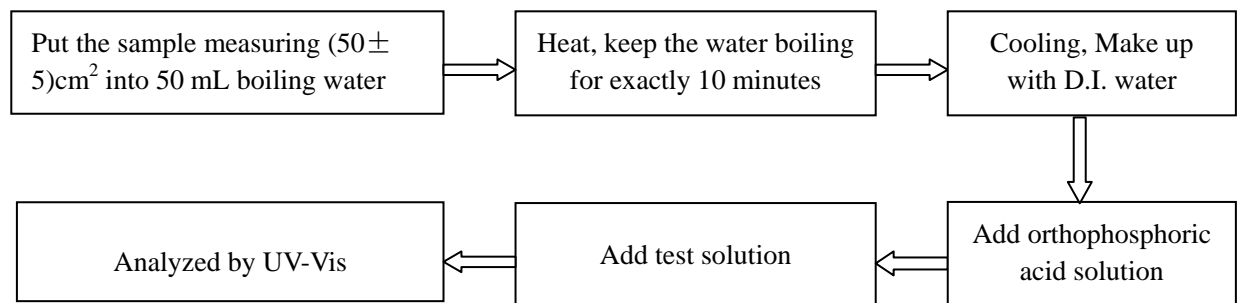 Put the sample measuring (50±
5)cm² into 50 mL boiling water
Heat, keep the water boiling
for exactly 10 minutes
Cooling, Make up
with D.I. water
Add orthophosphoric
acid solution
Add test solution
Analyzed by UV-Vis